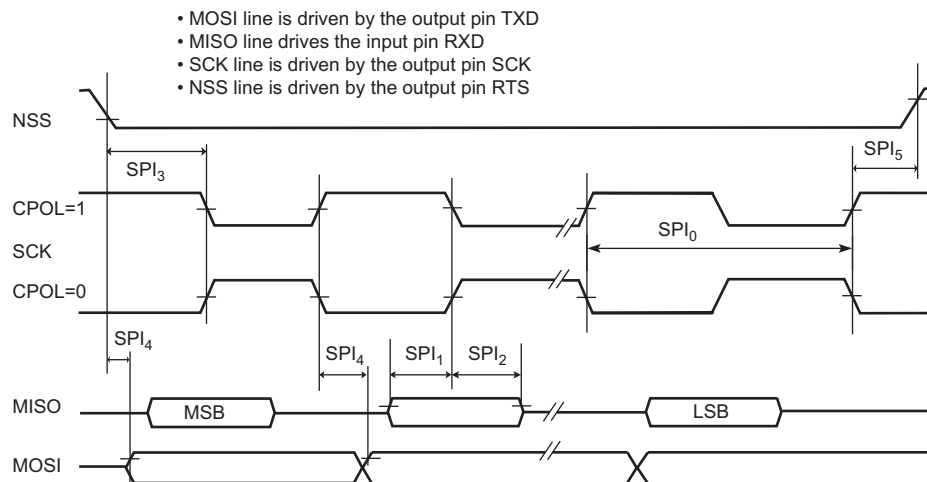 • MOSI line is driven by the output pin TXD
• MISO line drives the input pin RXD
• SCK line is driven by the output pin SCK
• NSS line is driven by the output pin RTS
NSS
SPI3
SPI5
CPOL=1
SCK
SPI0
CPOL=0
SPI4
SPI4
SPI1
SPI2
MISO
MSB
LSB
MOSI